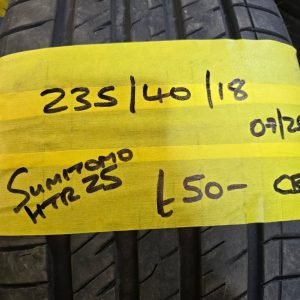 235/40/18
07/2
SUMITOMO
HTR Z5
£50-